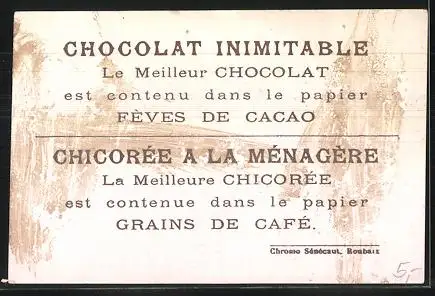 CHOCOLAT INIMITABLE
Le Meilleur CHOCOLAT
est contenu dans le papier
FÈVES DE CACAO
CHICORÉE A LA MÉNAGÈRE
La Meilleure CHICORÉE
est contenue dans le papier
GRAINS DE CAFÉ.
Chromo Sénécaut, Roubaix
5,-